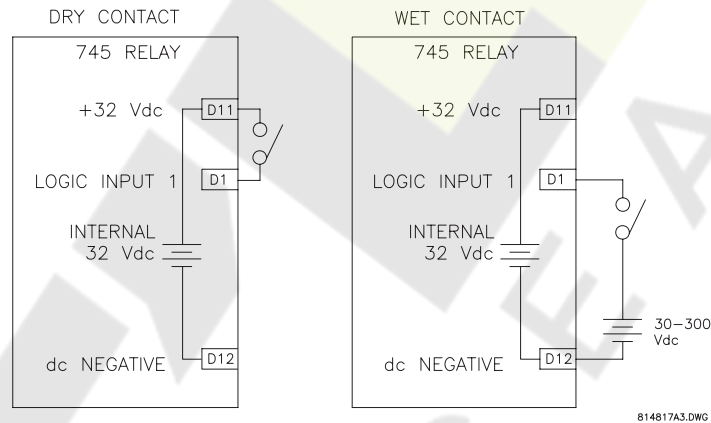 DRY CONTACT
745 RELAY
+32 Vdc
D11
LOGIC INPUT 1
D1
INTERNAL
32 Vdc
dc NEGATIVE
D12
WET CONTACT
745 RELAY
+32 Vdc
D11
LOGIC INPUT 1
D1
INTERNAL
32 Vdc
30–300
Vdc
dc NEGATIVE
D12
814817A3.DWG